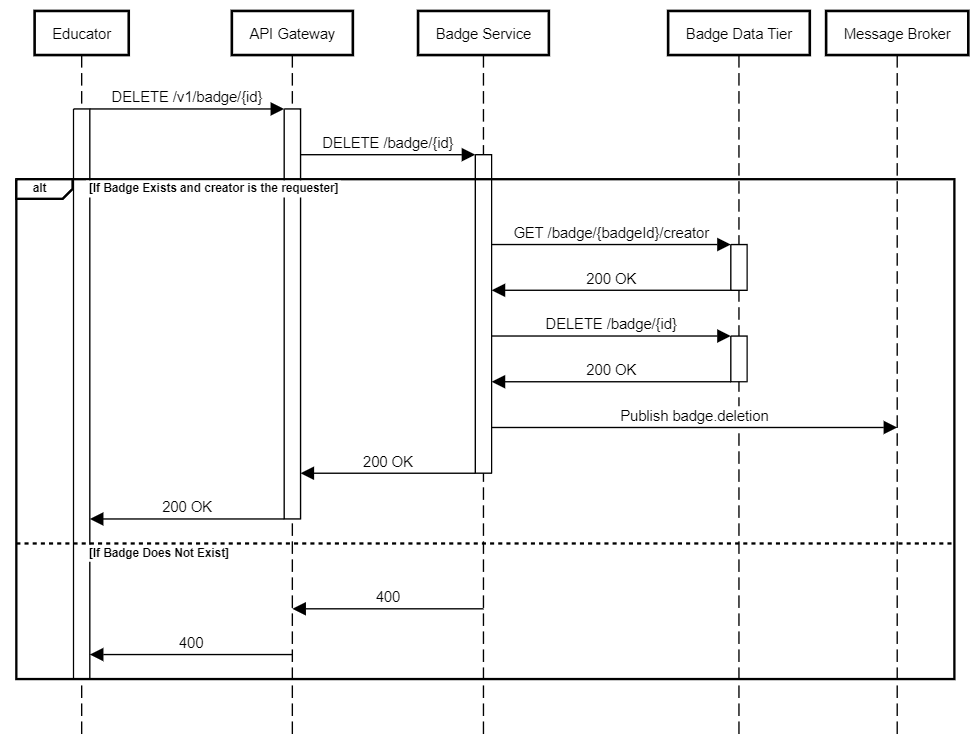 Educator
API Gateway
Badge Service
Badge Data Tier
Message Broker
DELETE /v1/badge/{id}
DELETE /badge/{id}
alt
[If Badge Exists and creator is the requester]
GET /badge/{badgeId}/creator
200 OK
DELETE /badge/{id}
200 OK
Publish badge.deletion
200 OK
200 OK
[If Badge Does Not Exist]
400
400